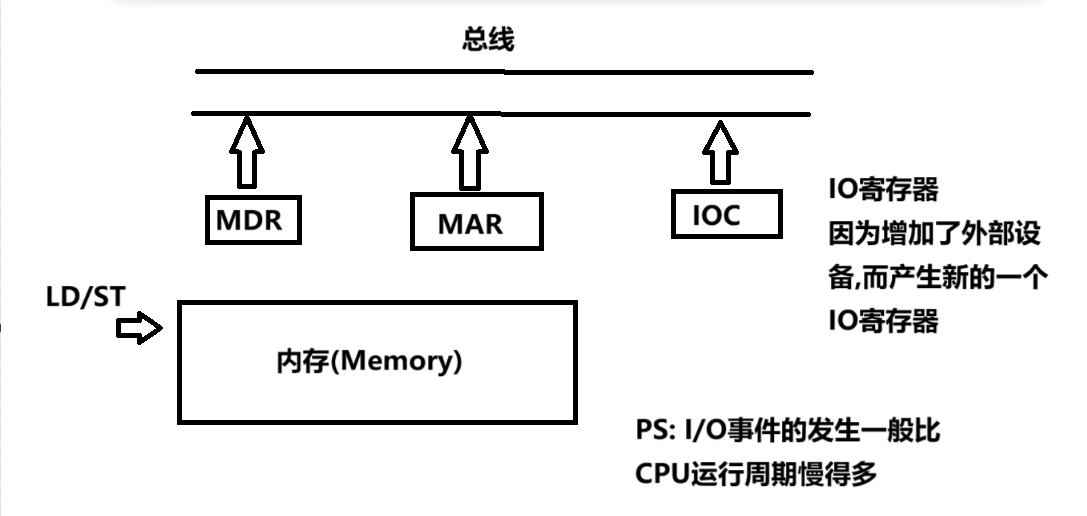 总线
MDR
MAR
IOC
IO寄存器
因为增加了外部设
备,而产生新的一个
IO寄存器
LD/ST
内存(Memory)
PS: I/O事件的发生一般比
CPU运行周期慢得多